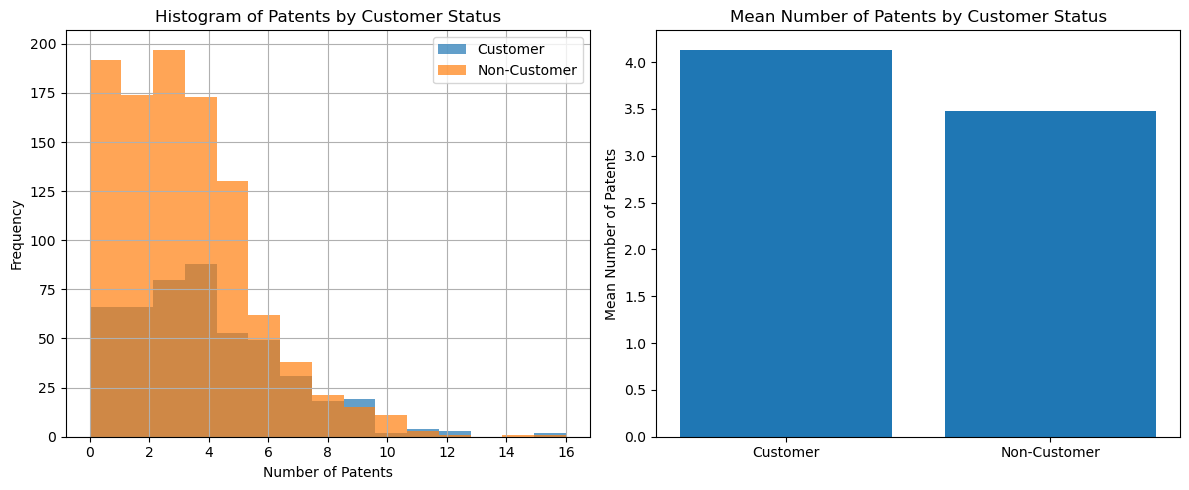 Histogram of Patents by Customer Status
Customer
Non-Customer
200
175
150
125
100
75
50
25
0
Frequency
0 2 4 6 8 10 12 14 16
Number of Patents
Mean Number of Patents by Customer Status
4.0
3.5
3.0
2.5
2.0
1.5
1.0
0.5
0.0
Mean Number of Patents
Customer Non-Customer